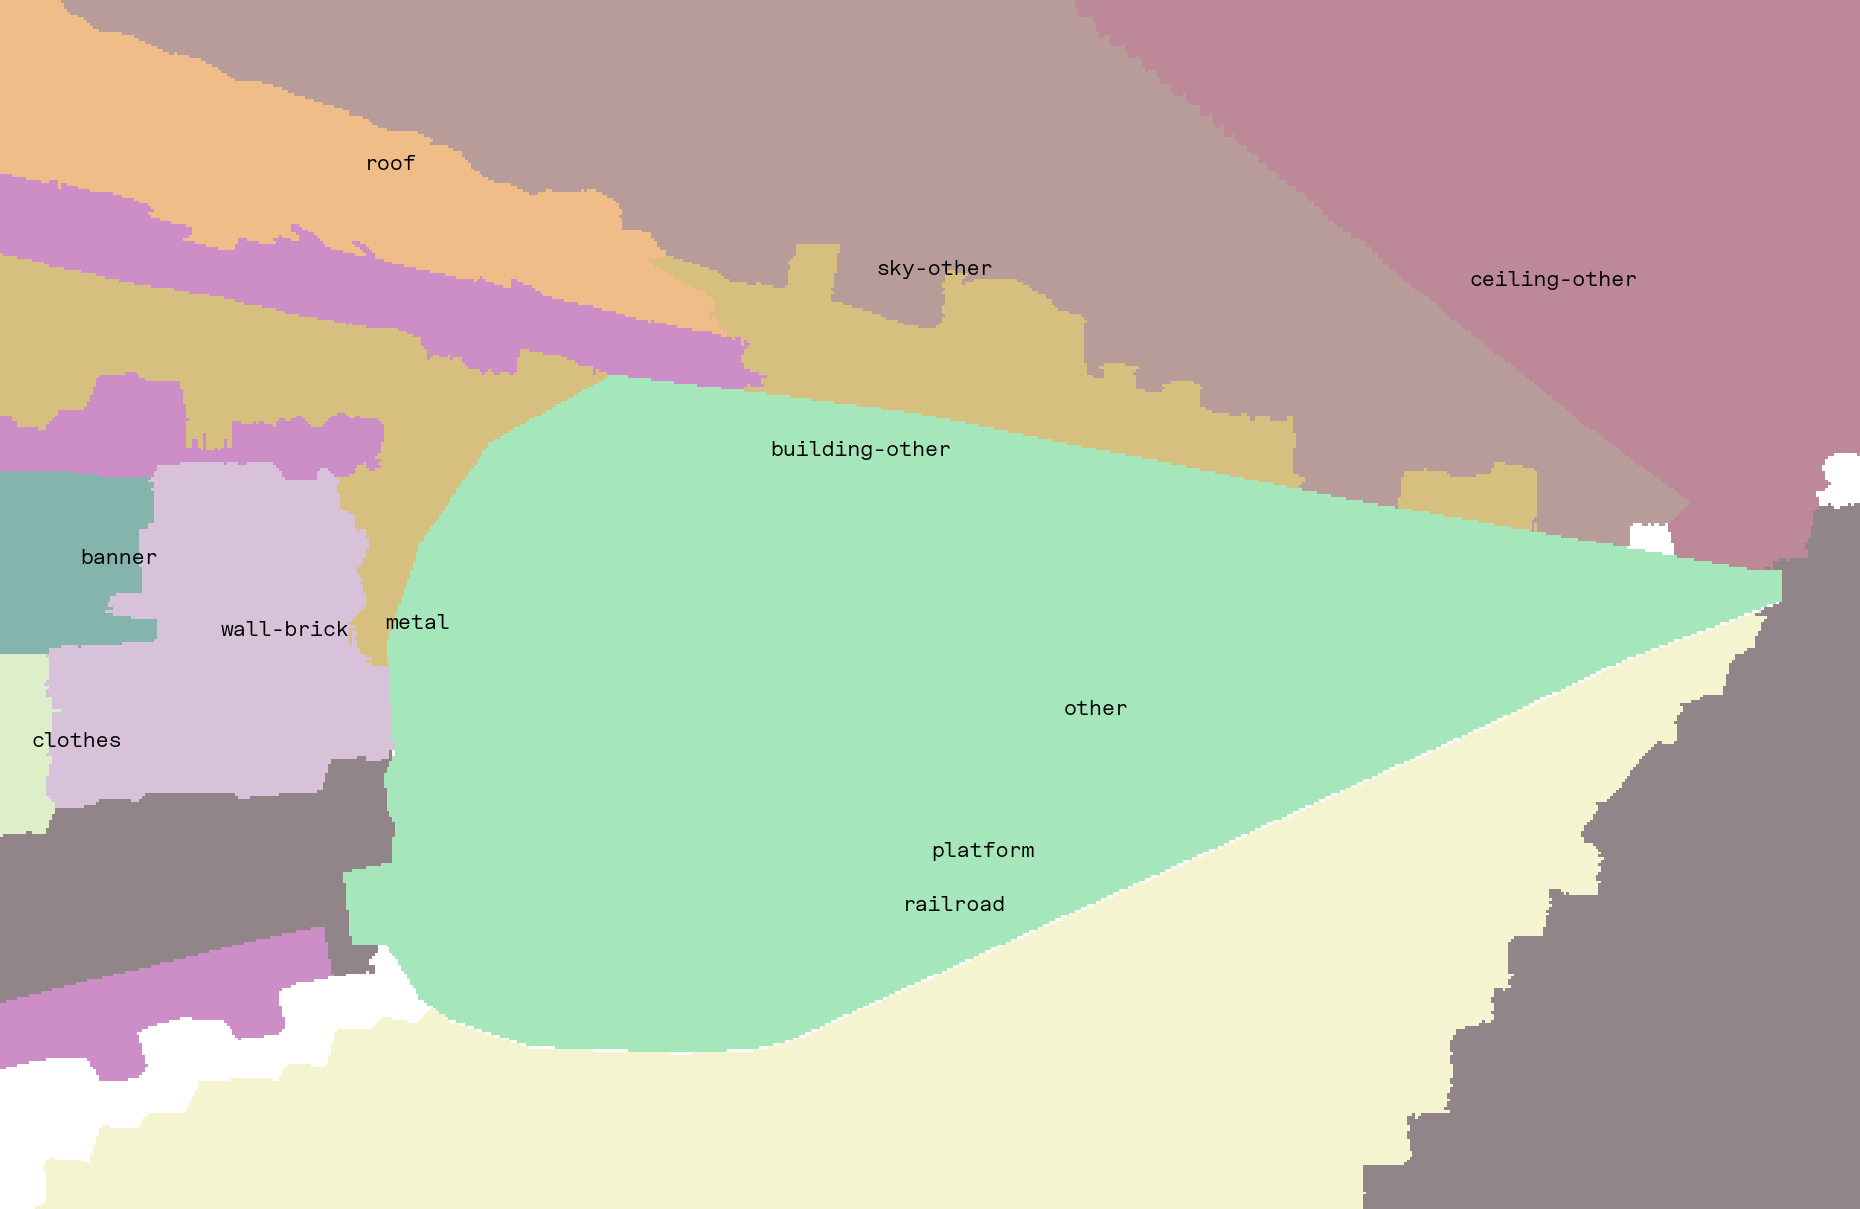 roof
sky-other
ceiling-other
building-other
banner
metal
wall-brick
other
clothes
platform
railroad